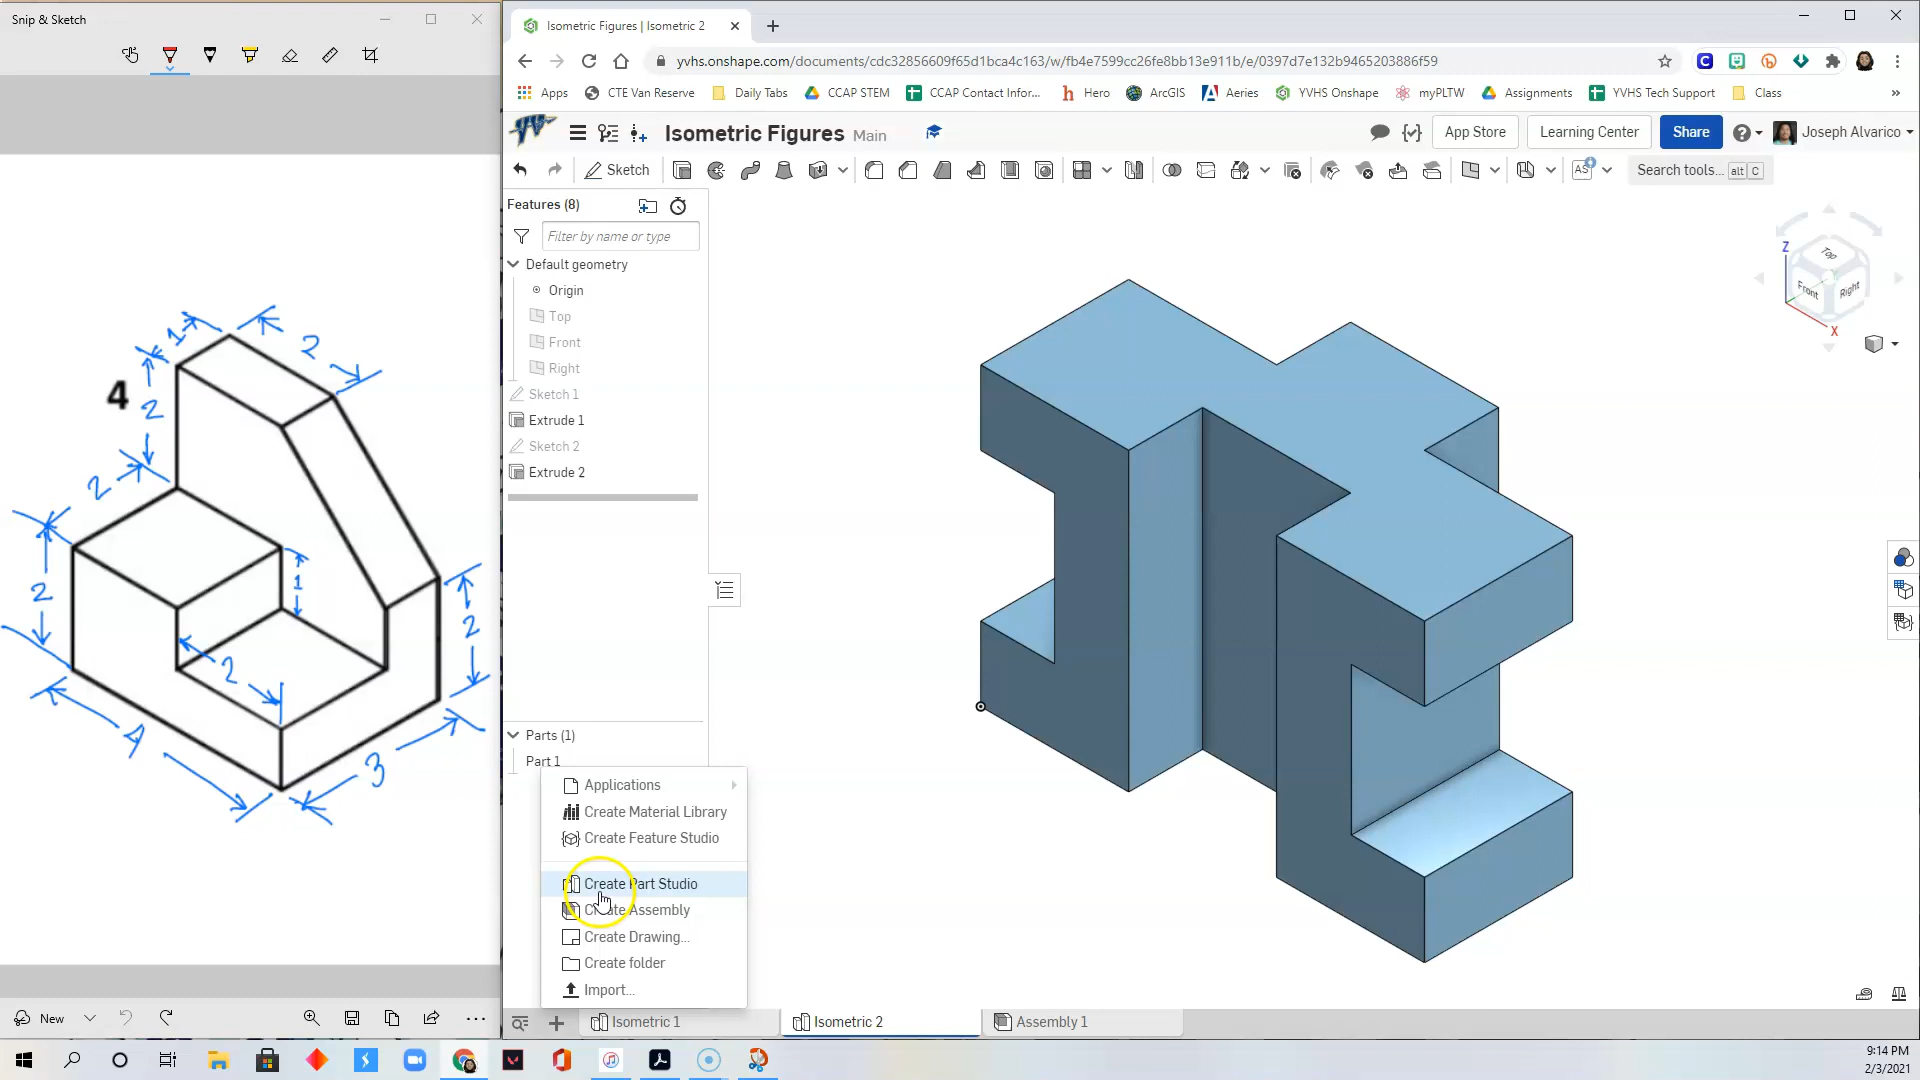 Snip & Sketch
Isometric Figures | Isometric 2
yvhs.onshape.com/documents/cdc32856609f65d1bca4c163/w/fb4e7599cc26fe8bb13e911b/e/0397d7e132b9465203886f59
Apps
CTE Van Reserve
Daily Tabs
CCAP STEM
CCAP Contact Infor...
Hero
ArcGIS
Aeries
YVHS Onshape
myPLTW
Assignments
YVHS Tech Support
Class
»
Isometric Figures Main
App Store
Learning Center
Share
Joseph Alvarico
Sketch
Search tools... alt C
Features (8)
Filter by name or type
Default geometry
Origin
Top
Front
Right
Sketch 1
Extrude 1
Sketch 2
Extrude 2
Parts (1)
Part 1
Applications
Create Material Library
Create Feature Studio
Create Part Studio
Create Assembly
Create Drawing...
Create folder
Import...
Isometric 1
Isometric 2
Assembly 1
Z
Top
Front
Right
X
1
2
4
2
2
2
1
2
2
4
3
New
9:14 PM
2/3/2021